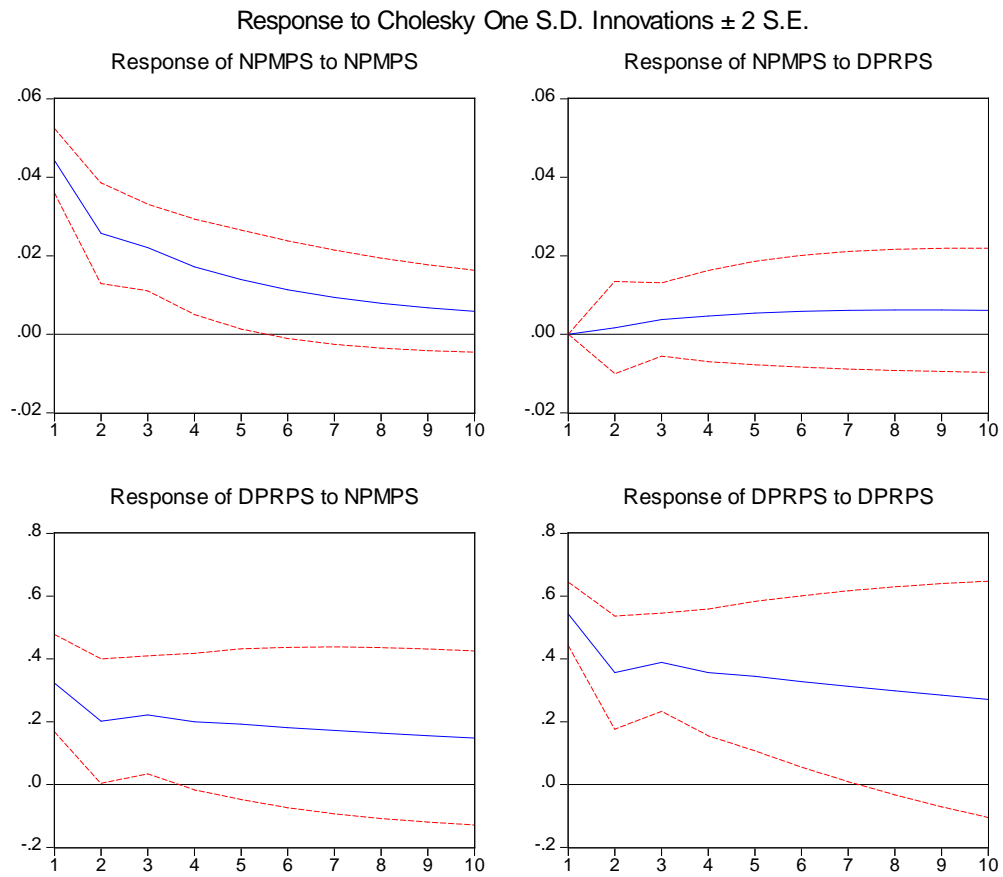 Response to Cholesky One S.D. Innovations ± 2 S.E.
Response of NPMPS to NPMPS
.06
.04
.02
.00
-.02
1 2 3 4 5 6 7 8 9 10
Response of NPMPS to DPRPS
.06
.04
.02
.00
-.02
1 2 3 4 5 6 7 8 9 10
Response of DPRPS to NPMPS
.8
.6
.4
.2
.0
-.2
1 2 3 4 5 6 7 8 9 10
Response of DPRPS to DPRPS
.8
.6
.4
.2
.0
-.2
1 2 3 4 5 6 7 8 9 10